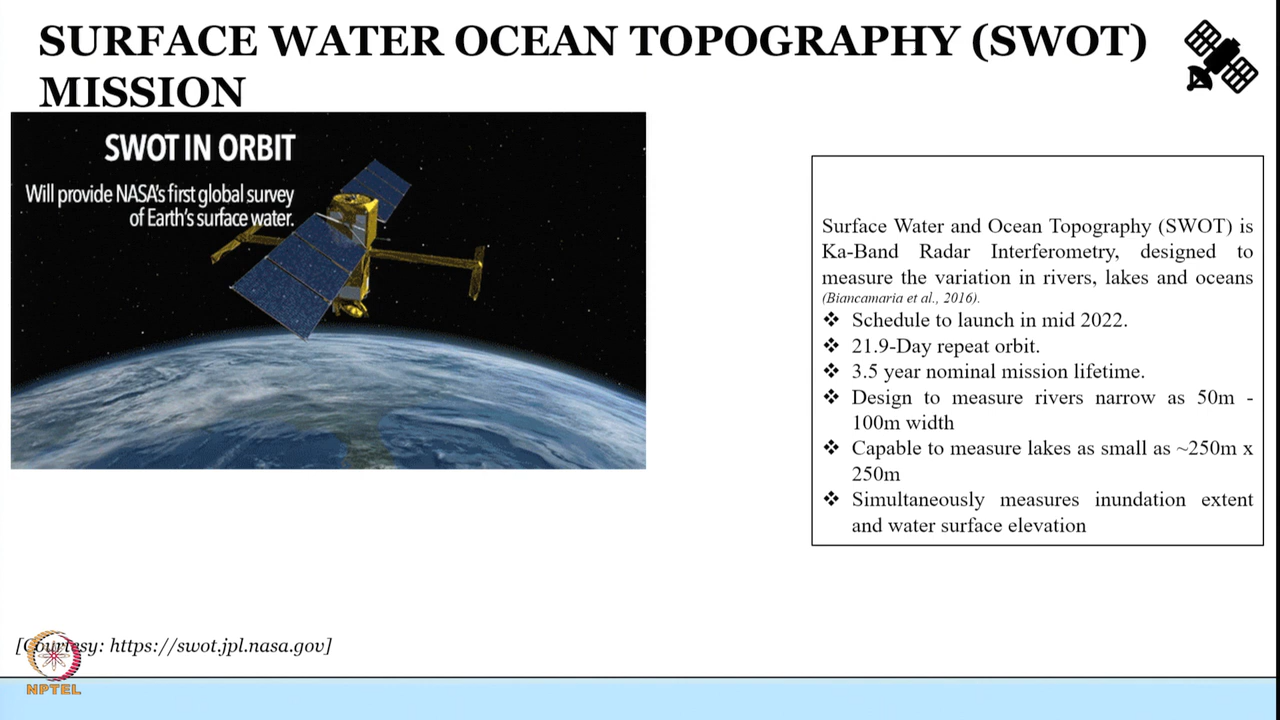 SURFACE WATER OCEAN TOPOGRAPHY (SWOT)
MISSION
SWOT IN ORBIT
Will provide NASA's first global survey
of Earth's surface water.
Surface Water and Ocean Topography (SWOT) is
Ka-Band Radar Interferometry, designed to
measure the variation in rivers, lakes and oceans
(Biancamaria et al., 2016).
❖ Schedule to launch in mid 2022.
❖ 21.9-Day repeat orbit.
❖ 3.5 year nominal mission lifetime.
❖ Design to measure rivers narrow as 50m -
100m width
❖ Capable to measure lakes as small as ~250m x
250m
❖ Simultaneously measures inundation extent
and water surface elevation
[Courtesy: https://swot.jpl.nasa.gov]
NPTEL